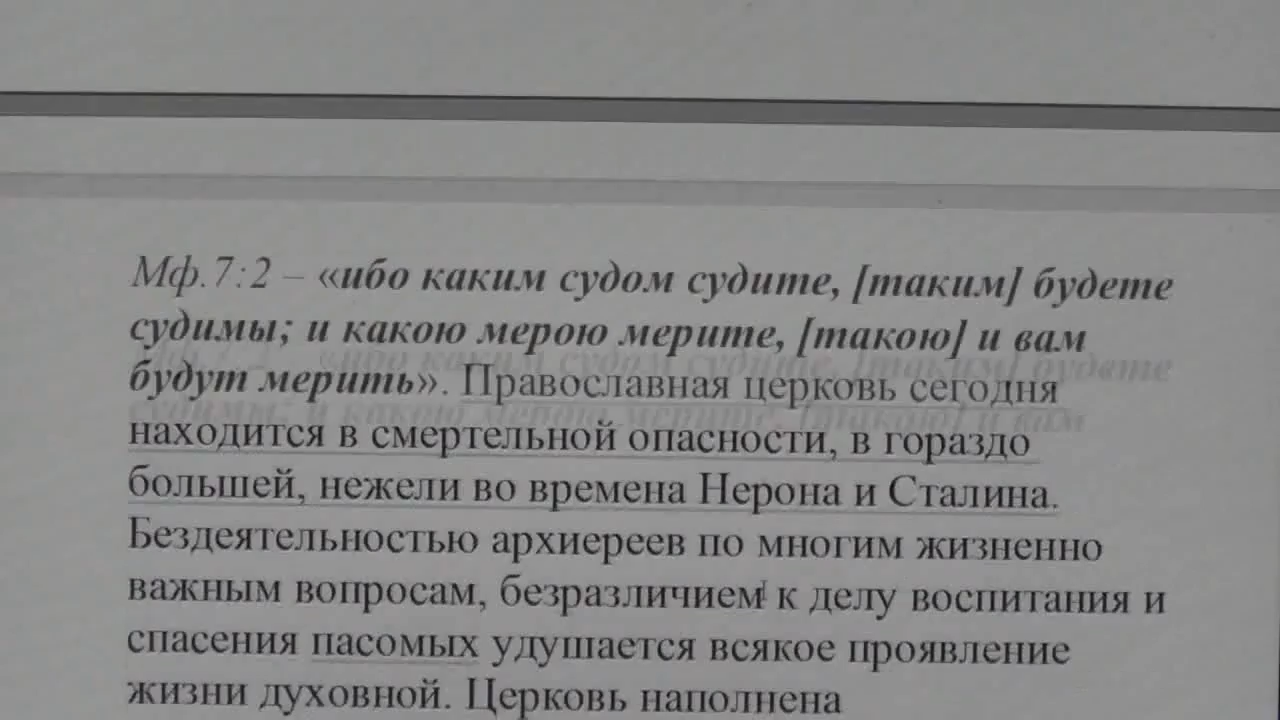 Мф.7:2 – «ибо каким судом судите, [таким] будете
судимы; и какою мерою мерите, [такою] и вам
будут мерить». Православная церковь сегодня
находится в смертельной опасности, в гораздо
большей, нежели во времена Нерона и Сталина.
Бездеятельностью архиереев по многим жизненно
важным вопросам, безразличием к делу воспитания и
спасения пасомых удушается всякое проявление
жизни духовной. Церковь наполнена